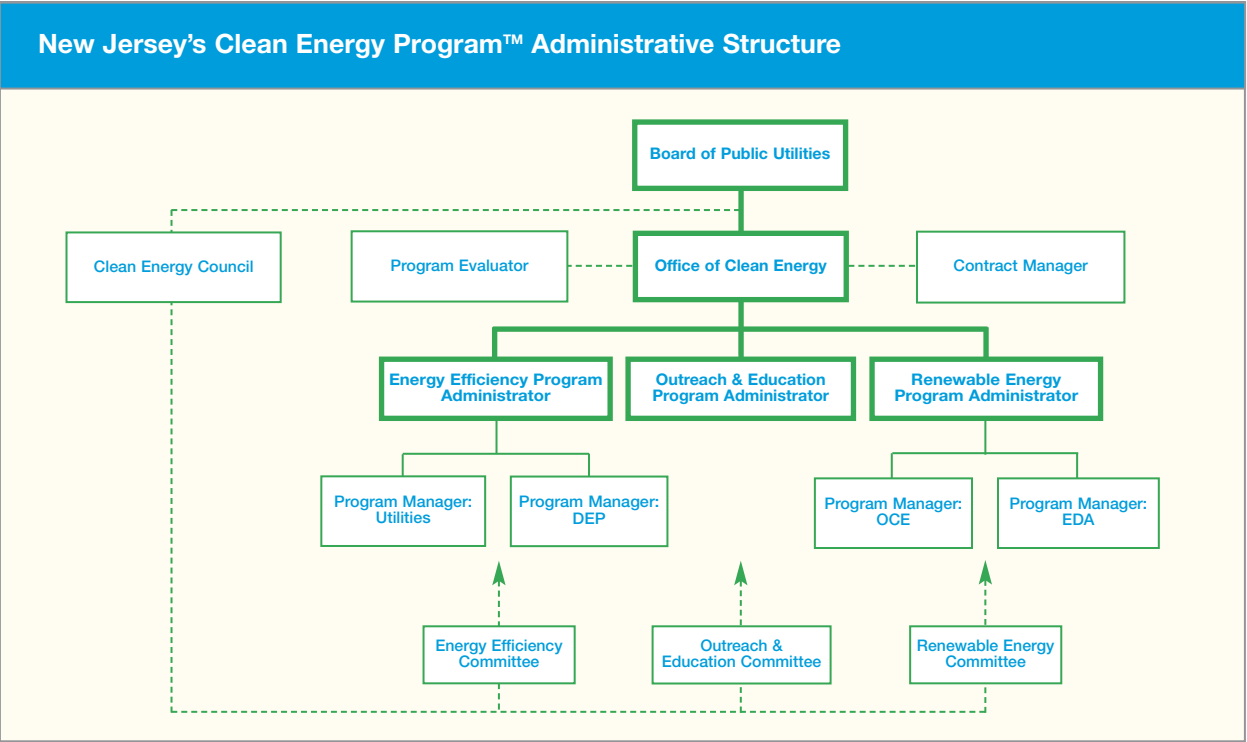 New Jersey’s Clean Energy Program™ Administrative Structure
Board of Public Utilities
Clean Energy Council
Program Evaluator
Office of Clean Energy
Contract Manager
Energy Efficiency Program
Administrator
Outreach & Education
Program Administrator
Renewable Energy
Program Administrator
Program Manager:
Utilities
Program Manager:
DEP
Program Manager:
OCE
Program Manager:
EDA
Energy Efficiency
Committee
Outreach &
Education Committee
Renewable Energy
Committee